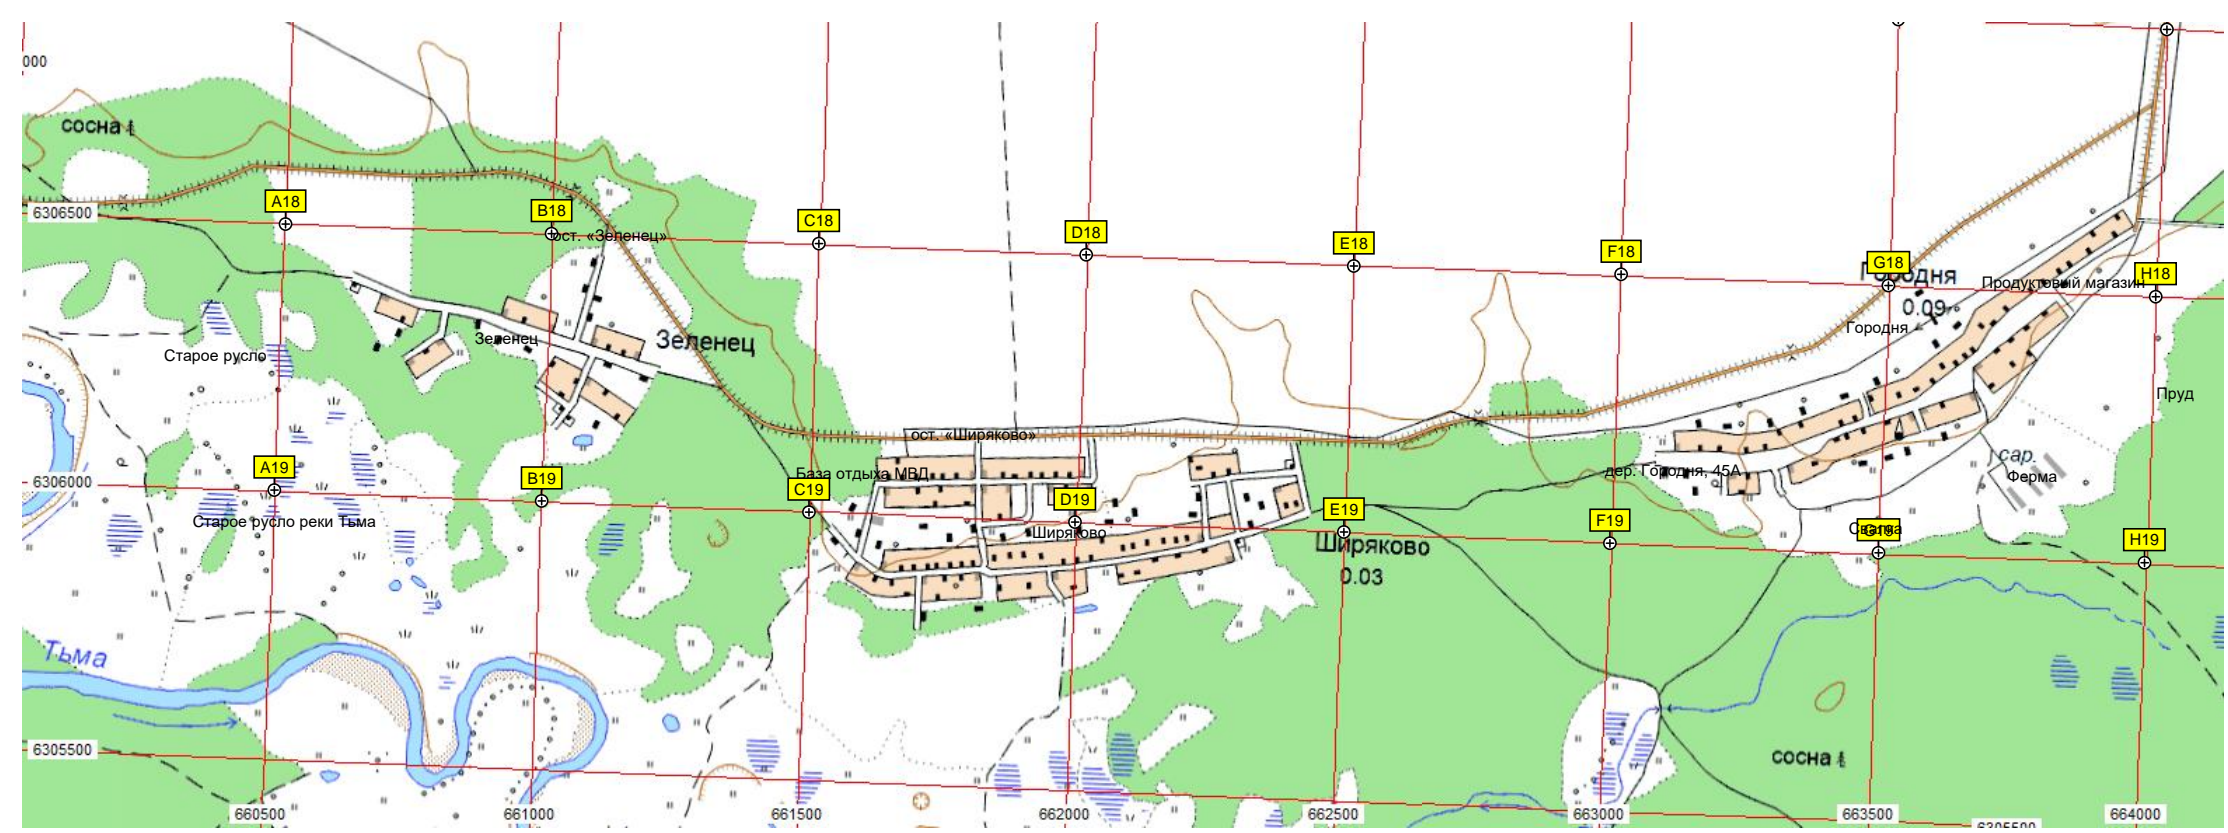 000
сосна
A18
6306500
B18
ост. «Зеленец»
C18
D18
E18
F18
G18
Городня
0.09
Продуктовый магазин
H18
Городня
Зеленец
Зеленец
Старое русло
Пруд
ост. «Ширяково»
A19
6306000
B19
База отдыха МВД
C19
D19
дер. Городня, 45А
сар.
Ферма
Старое русло реки Тьма
Ширяково
E19
Ширяково
0.03
F19
Свалка
G19
H19
Тьма
6305500
сосна
660500
661000
661500
662000
662500
663000
663500
664000
6305500